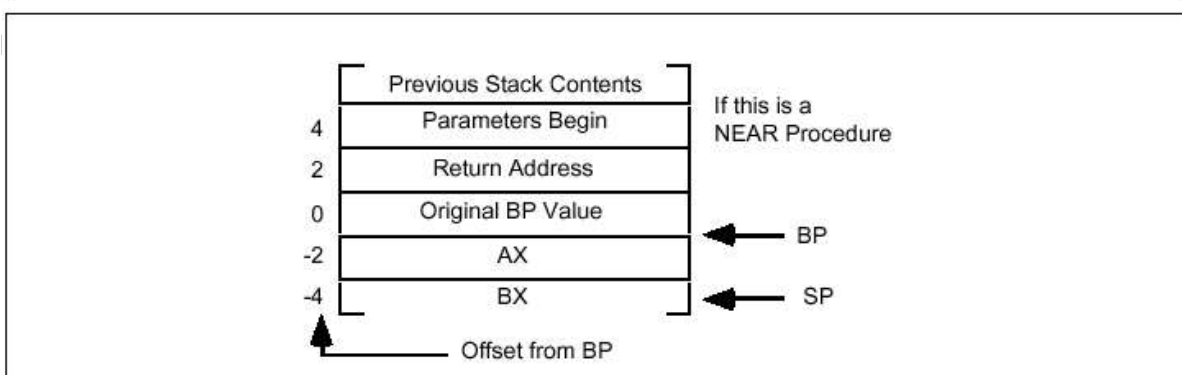 Previous Stack Contents
If this is a
NEAR Procedure
4 Parameters Begin
2 Return Address
0 Original BP Value
BP
-2 AX
-4 BX
SP
Offset from BP